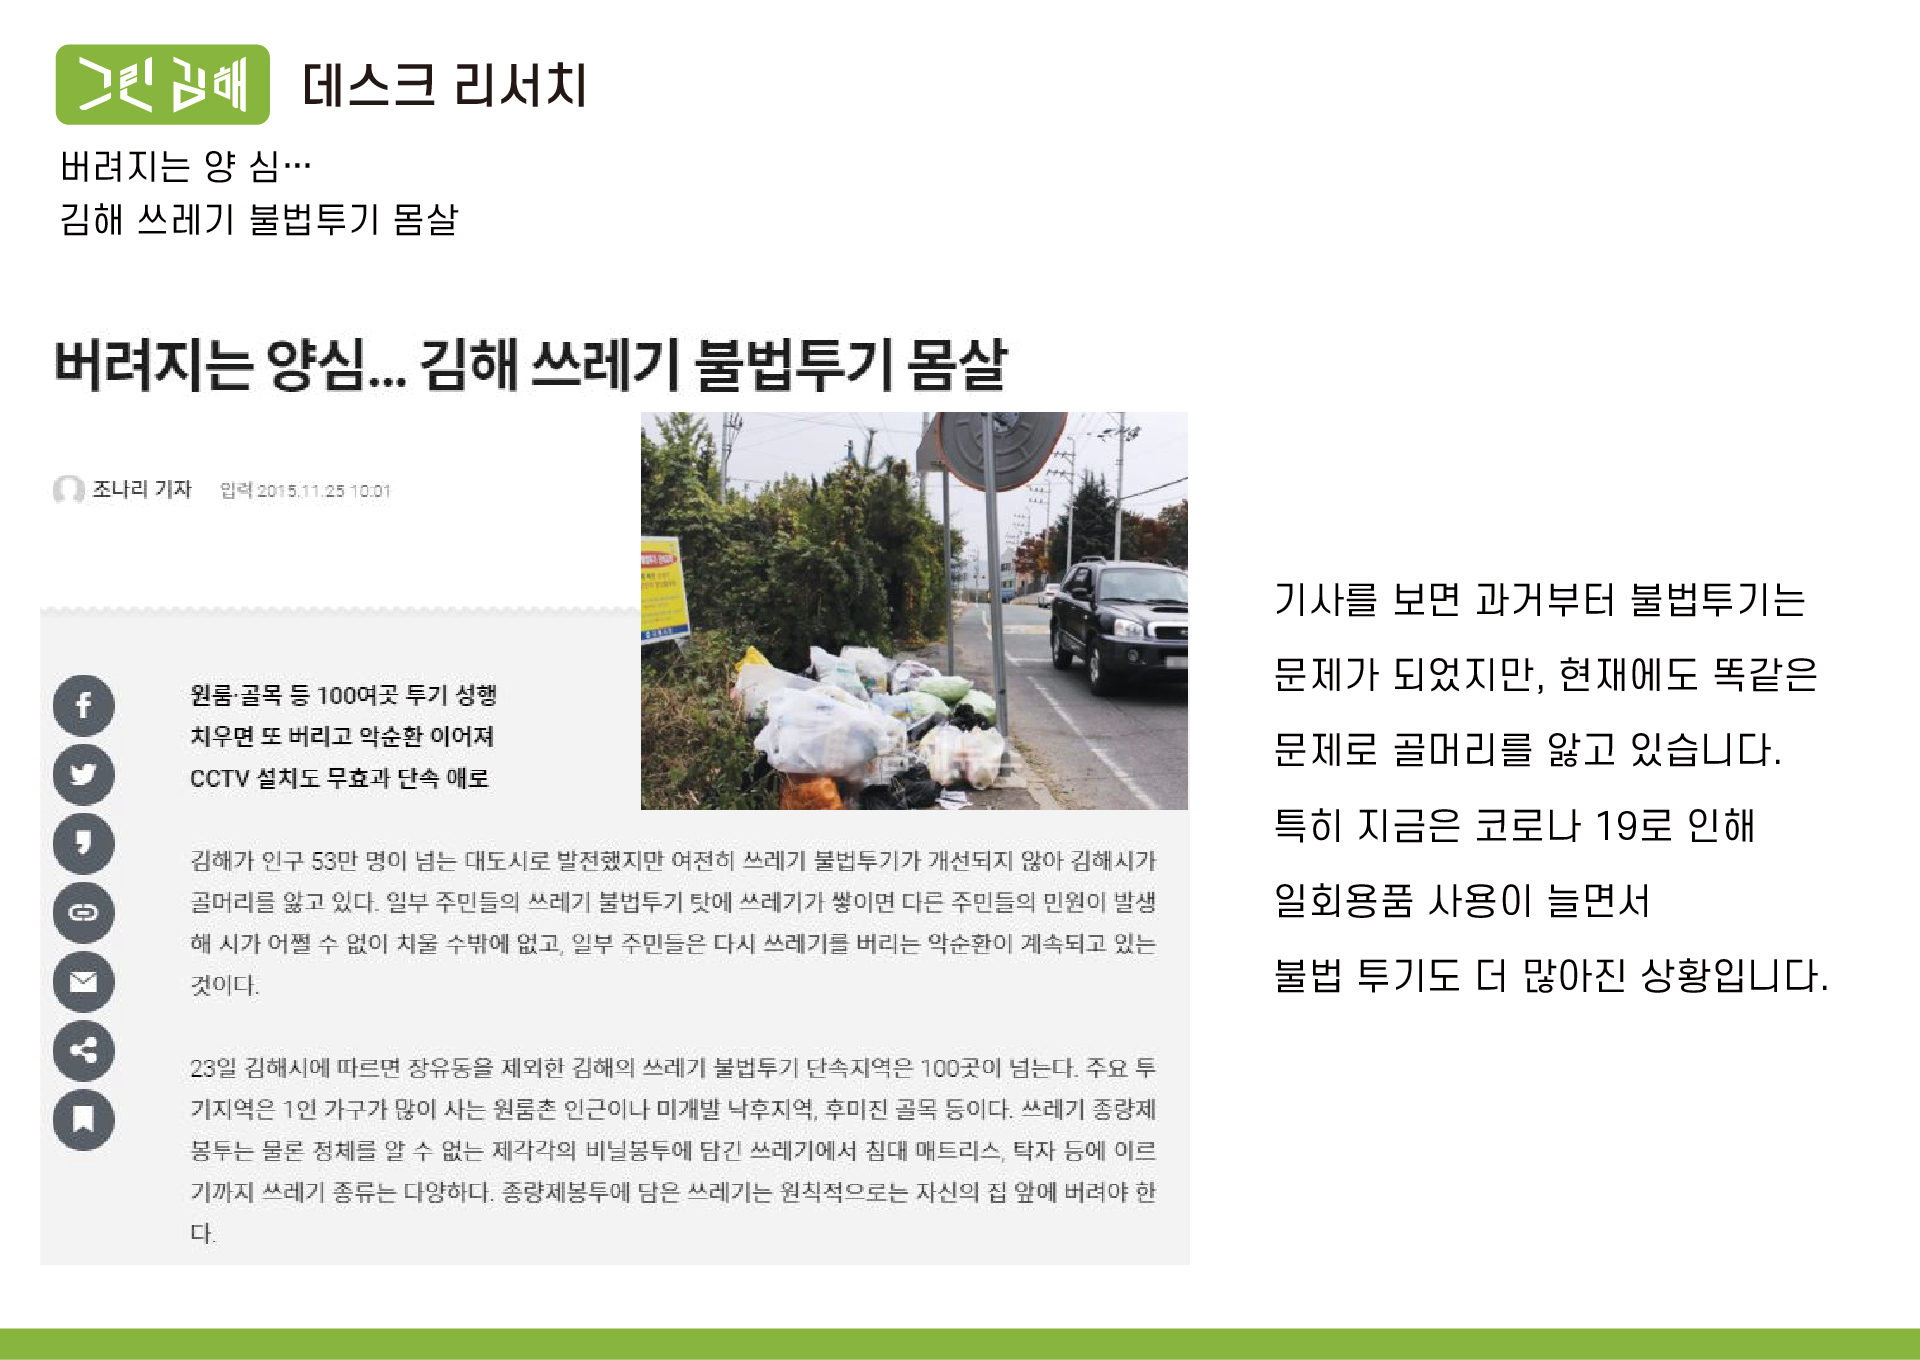 그린 김해 데스크 리서치
버려지는 양 심…
김해 쓰레기 불법투기 몸살
버려지는 양심... 김해 쓰레기 불법투기 몸살
조나리 기자 입력 2015.11.25 10:01
원룸·골목 등 100여곳 투기 성행
치우면 또 버리고 악순환 이어져
CCTV 설치도 무효과 단속 애로
김해가 인구 53만 명이 넘는 대도시로 발전했지만 여전히 쓰레기 불법투기가 개선되지 않아 김해시가
골머리를 앓고 있다. 일부 주민들의 쓰레기 불법투기 탓에 쓰레기가 쌓이면 다른 주민들의 민원이 발생
해 시가 어쩔 수 없이 치울 수밖에 없고, 일부 주민들은 다시 쓰레기를 버리는 악순환이 계속되고 있는
것이다.
23일 김해시에 따르면 장유동을 제외한 김해의 쓰레기 불법투기 단속지역은 100곳이 넘는다. 주요 투
기지역은 1인 가구가 많이 사는 원룸촌 인근이나 미개발 낙후지역, 후미진 골목 등이다. 쓰레기 종량제
봉투는 물론 정체를 알 수 없는 제각각의 비닐봉투에 담긴 쓰레기에서 침대 매트리스, 탁자 등에 이르
기까지 쓰레기 종류는 다양하다. 종량제봉투에 담은 쓰레기는 원칙적으로는 자신의 집 앞에 버려야 한
다.
기사를 보면 과거부터 불법투기는
문제가 되었지만, 현재에도 똑같은
문제로 골머리를 앓고 있습니다.
특히 지금은 코로나 19로 인해
일회용품 사용이 늘면서
불법 투기도 더 많아진 상황입니다.